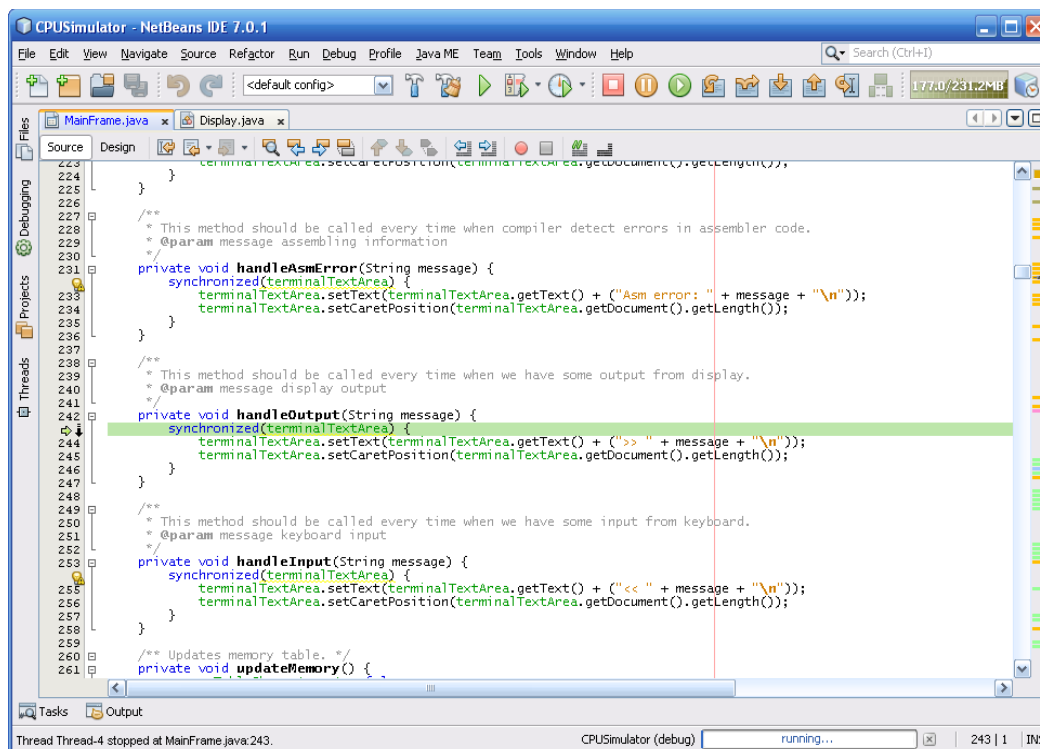 CPUSimulator - NetBeans IDE 7.0.1
File Edit View Navigate Source Refactor Run Debug Profile Java ME Team Tools Window Help
Search (Ctrl+I)
<default config>
177.0/231.2MB
Files
Debugging
Projects
Threads
MainFrame.java x Display.java x
Source Design
223 terminalTextArea.setCaretPosition(terminalTextArea.getDocument().getLength());
224 }
225 }
226
227 /**
228 * This method should be called every time when compiler detect errors in assembler code.
229 * @param message assembling information
230 */
231 private void handleAsmError(String message) {
synchronized(terminalTextArea) {
233 terminalTextArea.setText(terminalTextArea.getText() + ("Asm error: " + message + "\n"));
234 terminalTextArea.setCaretPosition(terminalTextArea.getDocument().getLength());
235 }
236 }
237
238 /**
239 * This method should be called every time when we have some output from display.
240 * @param message display output
241 */
242 private void handleOutput(String message) {
synchronized(terminalTextArea) {
244 terminalTextArea.setText(terminalTextArea.getText() + (">> " + message + "\n"));
245 terminalTextArea.setCaretPosition(terminalTextArea.getDocument().getLength());
246 }
247 }
248
249 /**
250 * This method should be called every time when we have some input from keyboard.
251 * @param message keyboard input
252 */
253 private void handleInput(String message) {
synchronized(terminalTextArea) {
255 terminalTextArea.setText(terminalTextArea.getText() + ("<< " + message + "\n"));
256 terminalTextArea.setCaretPosition(terminalTextArea.getDocument().getLength());
257 }
258 }
259
260 /** Updates memory table. */
261 private void updateMemory() {
Tasks Output
Thread Thread-4 stopped at MainFrame.java:243.
CPUSimulator (debug) running... 243 | 1 INS